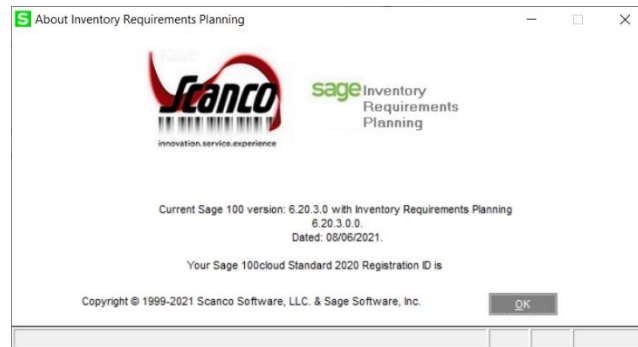 S About Inventory Requirements Planning
Scanco
innovation.service.experience
sage Inventory
Requirements
Planning
Current Sage 100 version: 6.20.3.0 with Inventory Requirements Planning
6.20.3.0.0.
Dated: 08/06/2021.
Your Sage 100cloud Standard 2020 Registration ID is
Copyright © 1999-2021 Scanco Software, LLC. & Sage Software, Inc.
OK